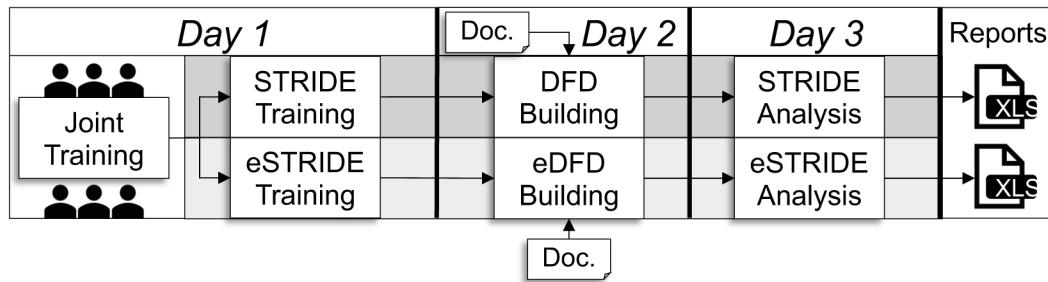 Day 1
Doc.
Day 2
Day 3
Reports
Joint
Training
STRIDE
Training
DFD
Building
STRIDE
Analysis
XLS
eSTRIDE
Training
eDFD
Building
eSTRIDE
Analysis
XLS
Doc.